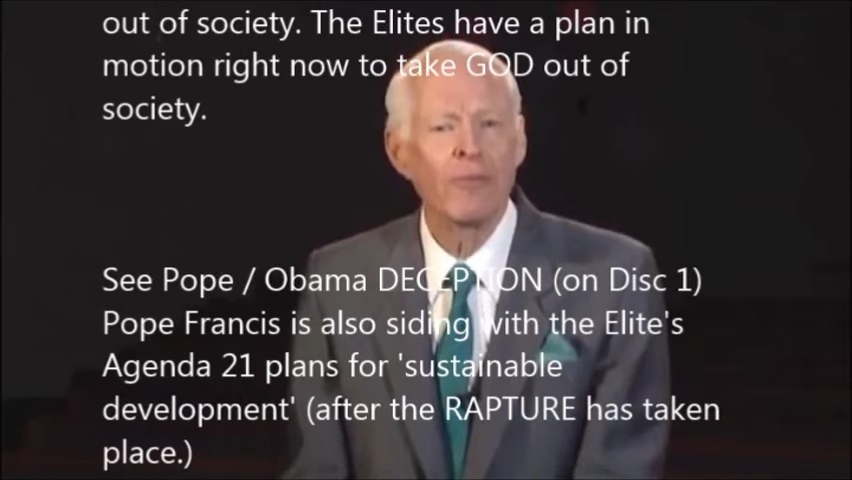 out of society. The Elites have a plan in
motion right now to take GOD out of
society.
See Pope / Obama DECEPTION (on Disc 1)
Pope Francis is also siding with the Elite's
Agenda 21 plans for 'sustainable
development' (after the RAPTURE has taken
place.)